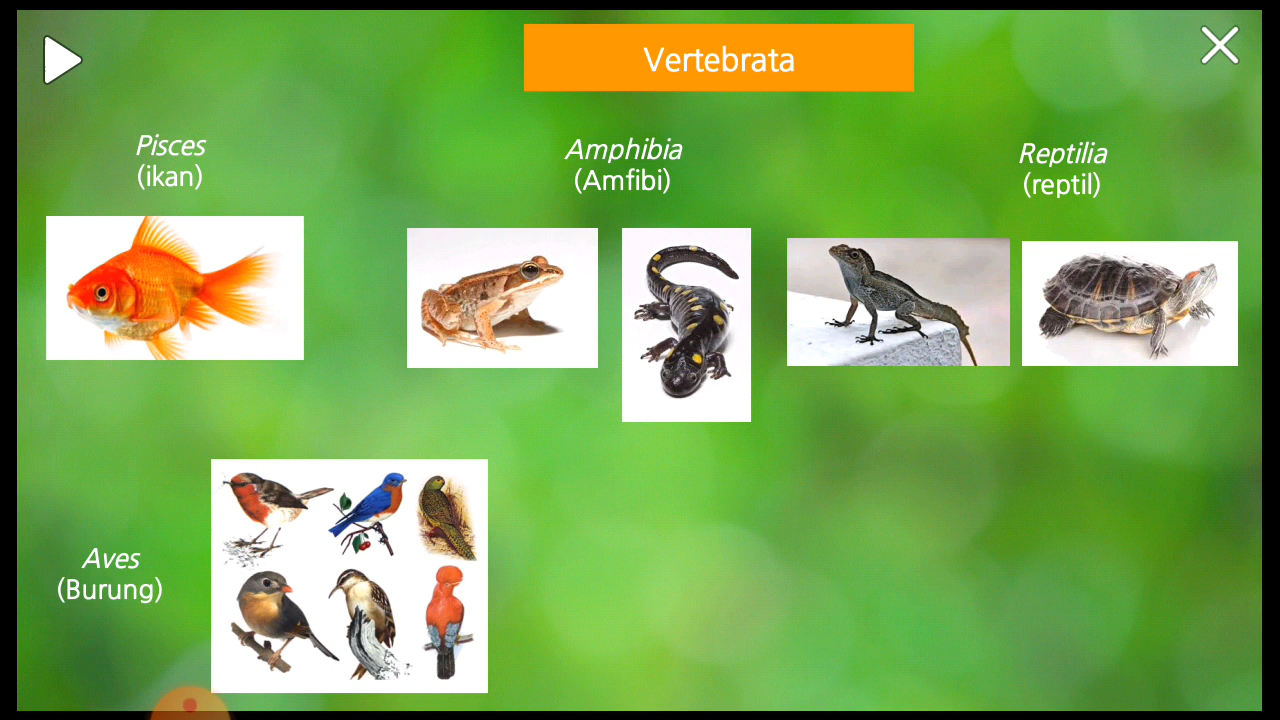 Vertebrata
Pisces
(ikan)
Amphibia
(Amfibi)
Reptilia
(reptil)
Aves
(Burung)